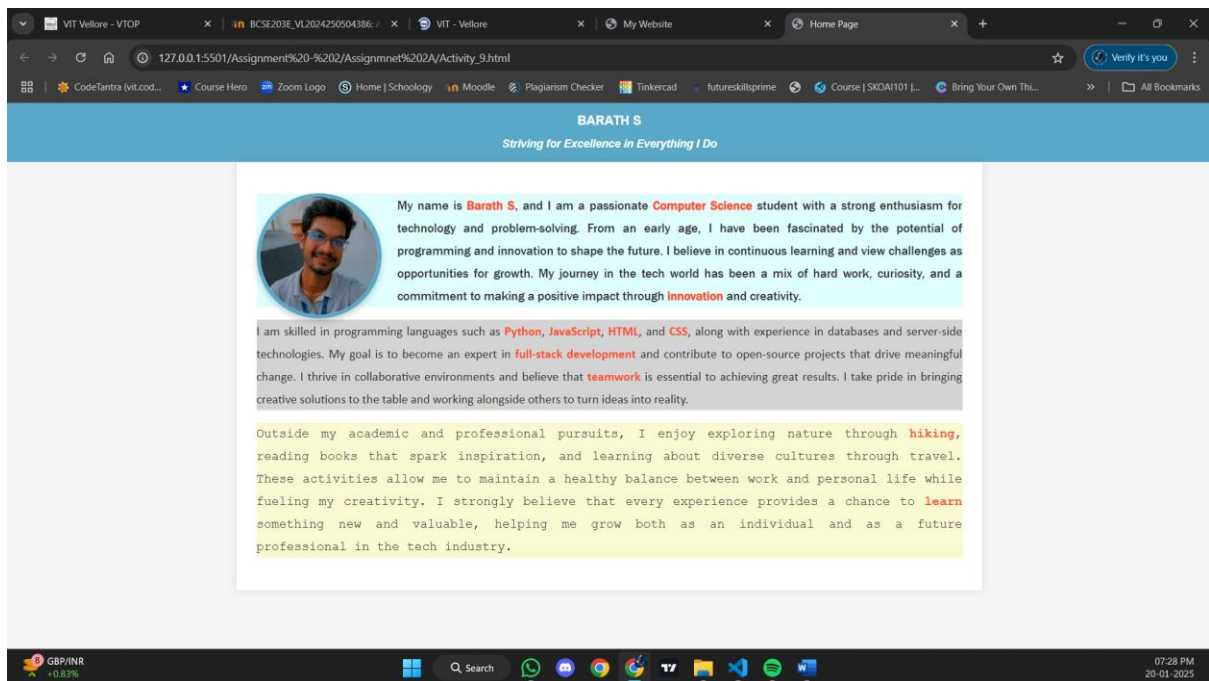 VIT Vellore - VTOP
BCSE203E_VL2024250504386: /
VIT - Vellore
My Website
Home Page
127.0.0.1:5501/Assignment%20-%202/Assignmnet%202A/Activity_9.html
Verify it's you
CodeTantra (vit.cod...
Course Hero
Zoom Logo
Home | Schoology
Moodle
Plagiarism Checker
Tinkercad
futureskillsprime
Course | SKOAI101 |...
Bring Your Own Thi...
All Bookmarks
BARATH S
Striving for Excellence in Everything I Do
My name is Barath S, and I am a passionate Computer Science student with a strong enthusiasm for
technology and problem-solving. From an early age, I have been fascinated by the potential of
programming and innovation to shape the future. I believe in continuous learning and view challenges as
opportunities for growth. My journey in the tech world has been a mix of hard work, curiosity, and a
commitment to making a positive impact through Innovation and creativity.
I am skilled in programming languages such as Python, JavaScript, HTML, and CSS, along with experience in databases and server-side
technologies. My goal is to become an expert in full-stack development and contribute to open-source projects that drive meaningful
change. I thrive in collaborative environments and believe that teamwork is essential to achieving great results. I take pride in bringing
creative solutions to the table and working alongside others to turn ideas into reality.
Outside my academic and professional pursuits, I enjoy exploring nature through hiking,
reading books that spark inspiration, and learning about diverse cultures through travel.
These activities allow me to maintain a healthy balance between work and personal life while
fueling my creativity. I strongly believe that every experience provides a chance to learn
something new and valuable, helping me grow both as an individual and as a future
professional in the tech industry.
8
GBP/INR
+0.83%
Search
07:28 PM
20-01-2025